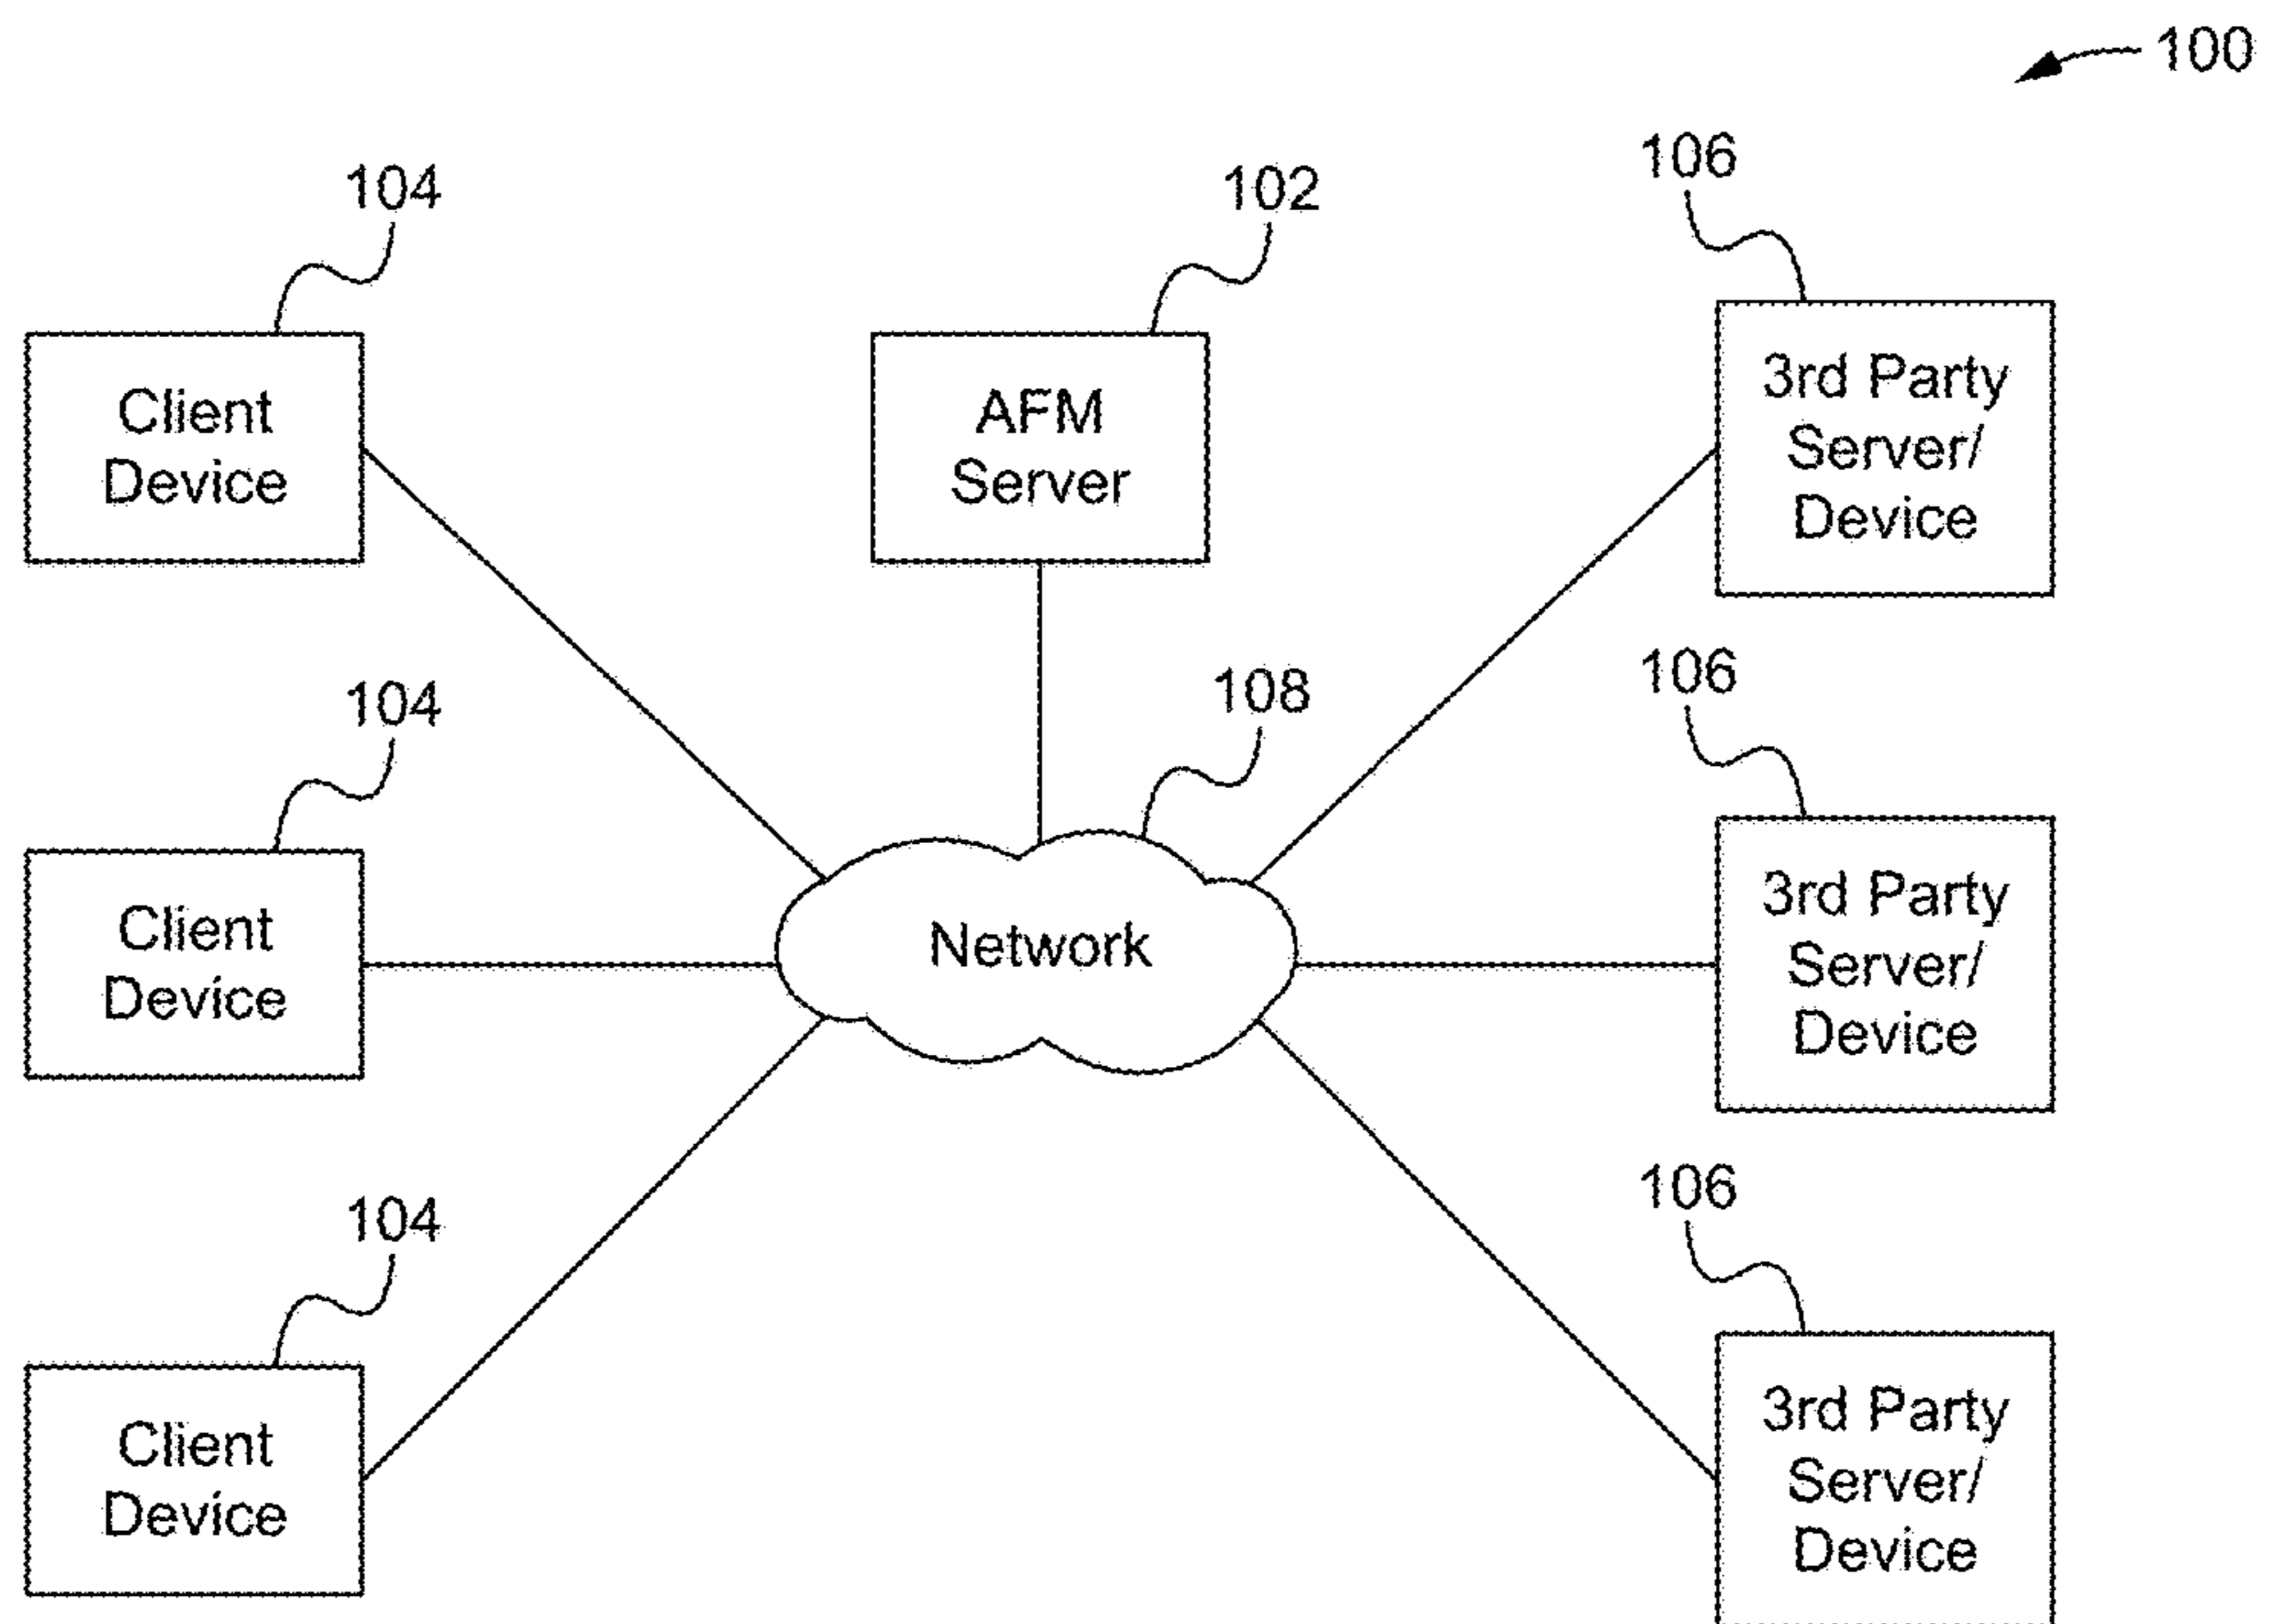 100
104
102
106
Client
Device
AFM
Server
3rd Party
Server/
Device
104
108
106
Client
Device
Network
3rd Party
Server/
Device
104
106
Client
Device
3rd Party
Server/
Device